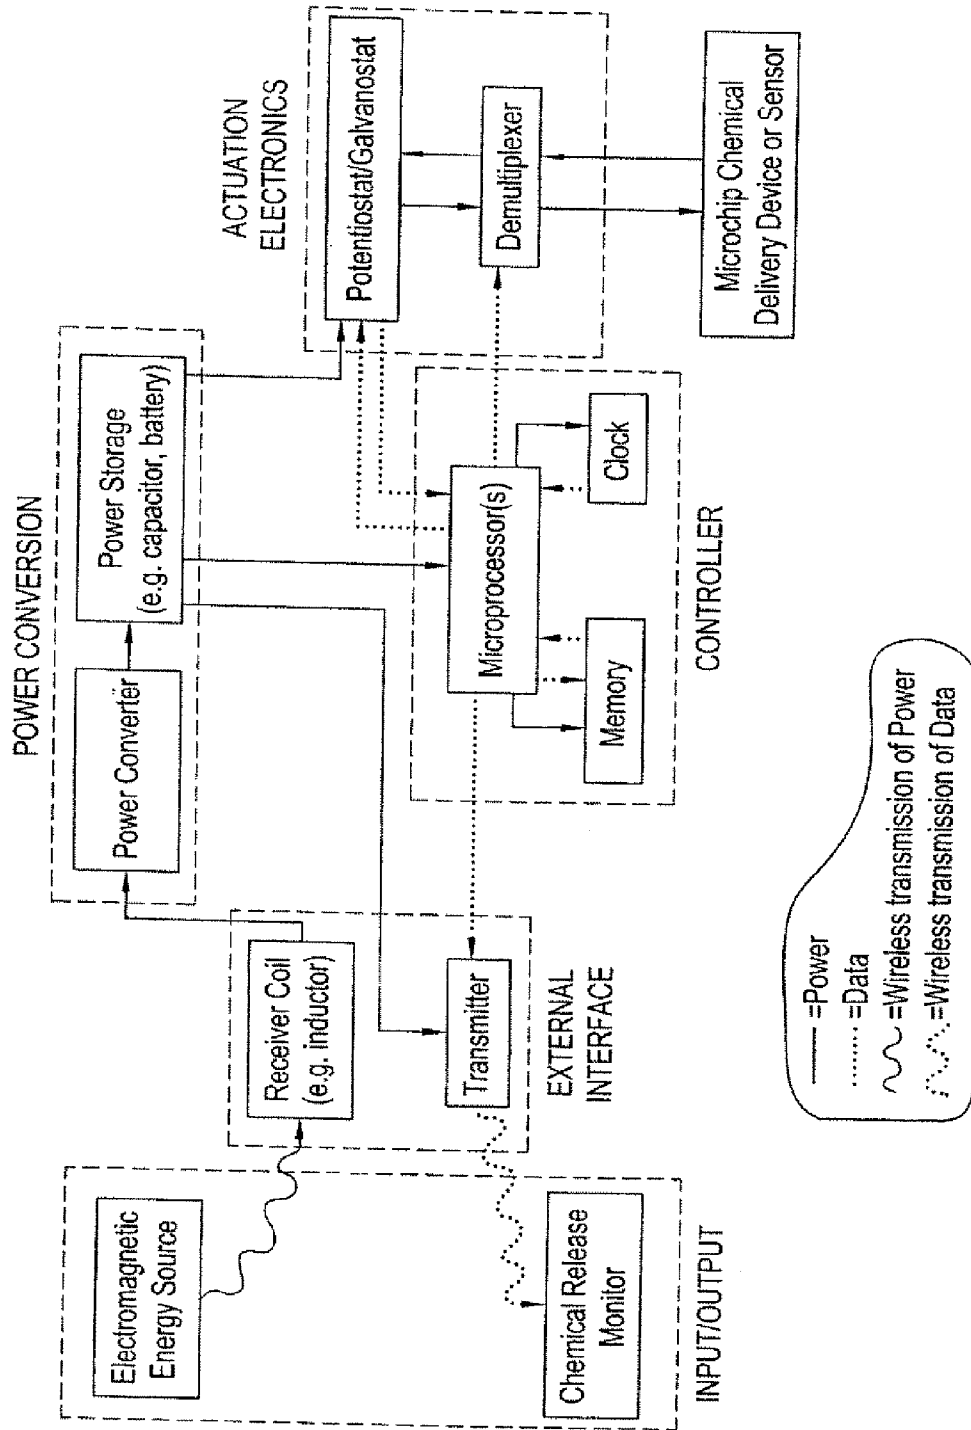 POWER CONVERSION
Power Converter
Power Storage
(e.g. capacitor, battery)
ACTUATION
ELECTRONICS
Potentiostat/Galvanostat
Demultiplexer
Microchip Chemical
Delivery Device or Sensor
Electromagnetic
Energy Source
Chemical Release
Monitor
INPUT/OUTPUT
Receiver Coil
(e.g. inductor)
Transmitter
EXTERNAL
INTERFACE
Microprocessor(s)
Memory
Clock
CONTROLLER
=Power
=Data
=Wireless transmission of Power
=Wireless transmission of Data